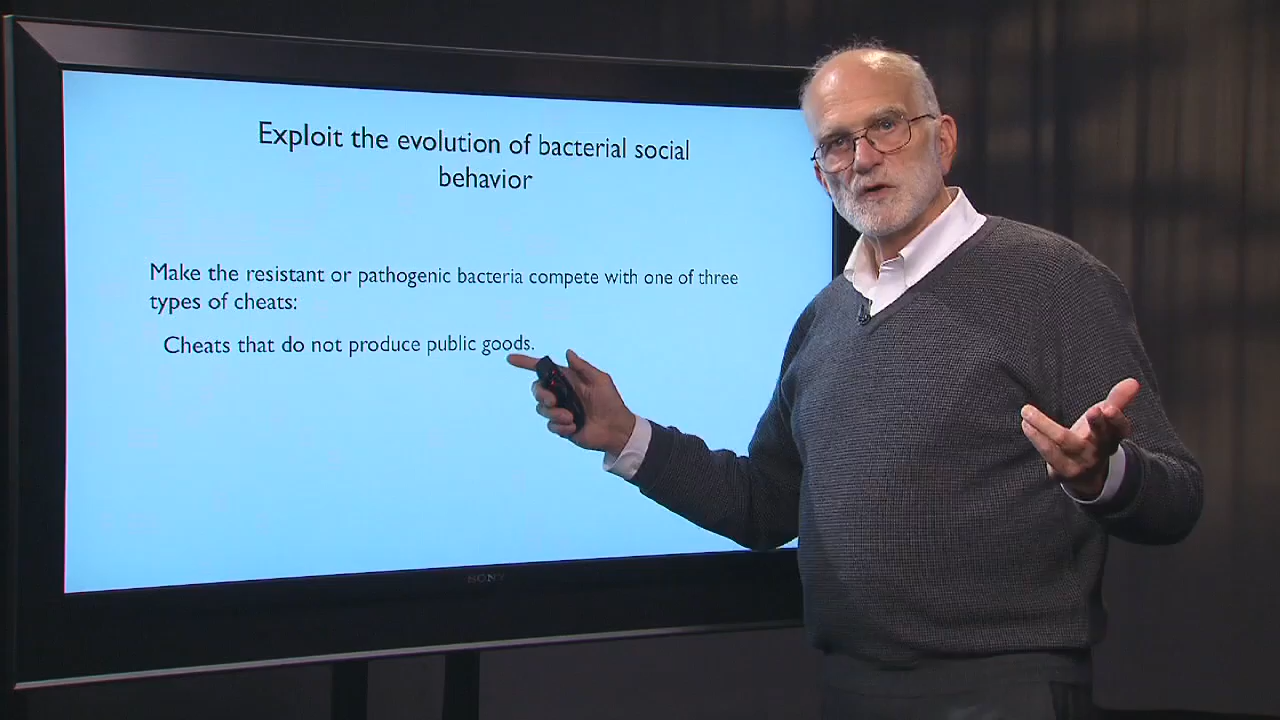 Exploit the evolution of bacterial social
behavior
Make the resistant or pathogenic bacteria compete with one of three
types of cheats:
Cheats that do not produce public goods.
SONY